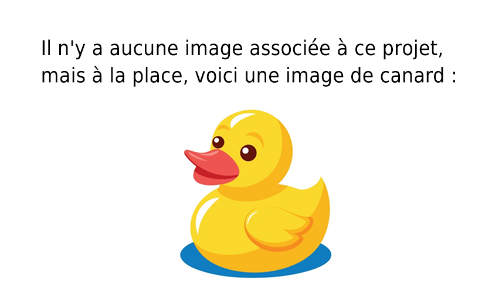 Il n'y a aucune image associée à ce projet,
mais à la place, voici une image de canard :